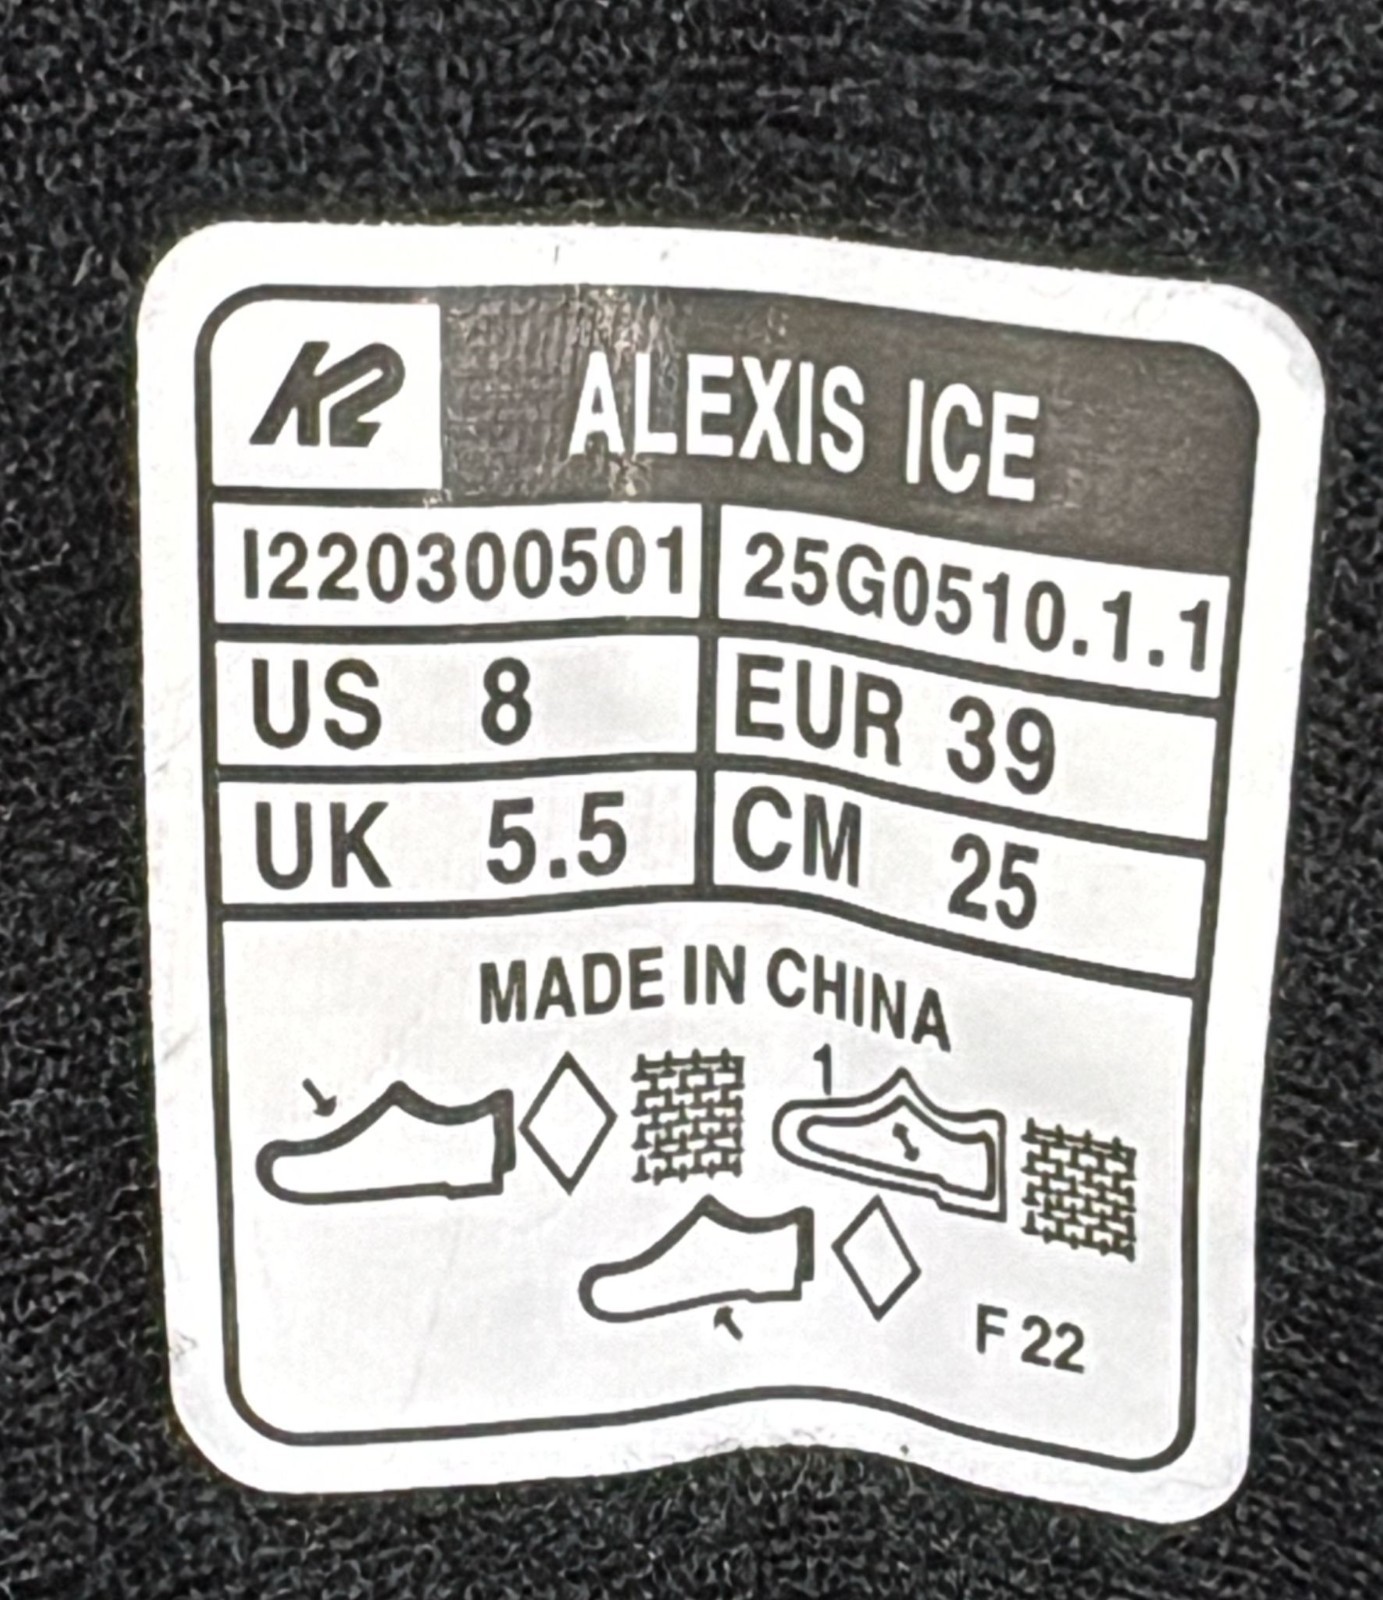 K2 ALEXIS ICE
I220300501 25G0510.1.1
US 8 EUR 39
UK 5.5 CM 25
MADE IN CHINA
1
F 22